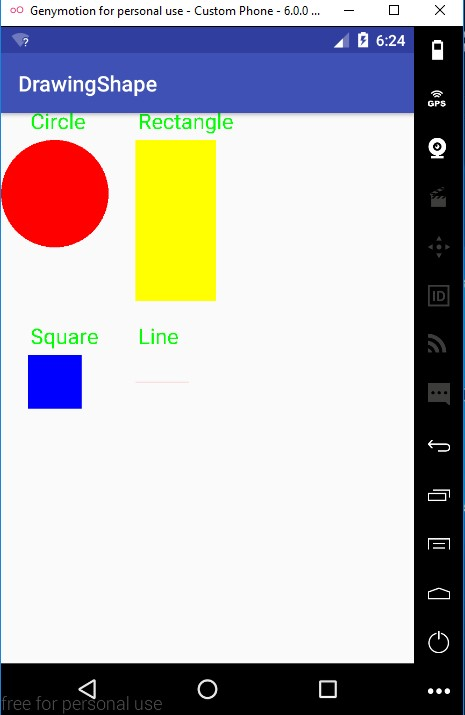 Genymotion for personal use - Custom Phone - 6.0.0 ...
? 6:24
DrawingShape
GPS
Circle Rectangle
ID
Square Line
free for personal use